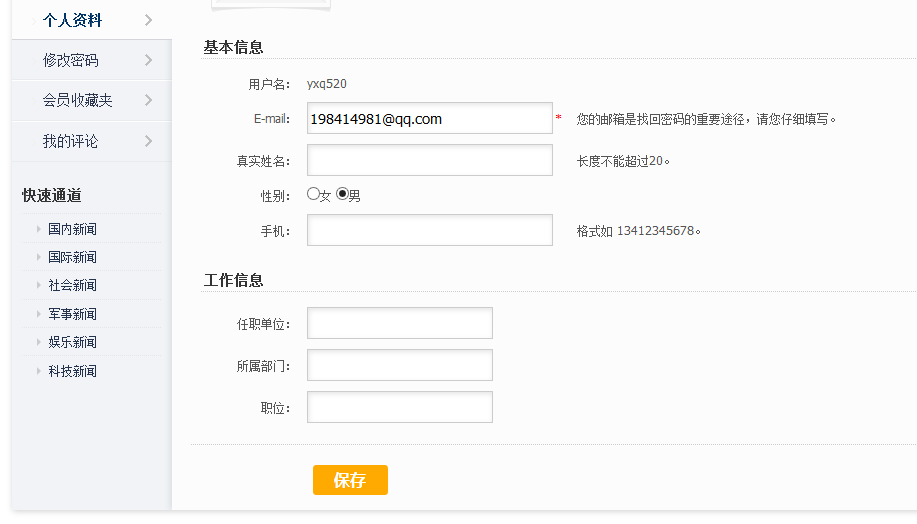 个人资料
修改密码
会员收藏夹
我的评论
快速通道
国内新闻
国际新闻
社会新闻
军事新闻
娱乐新闻
科技新闻
基本信息
用户名： yxq520
E-mail: 198414981@qq.com * 您的邮箱是找回密码的重要途径，请您仔细填写。
真实姓名： 长度不能超过20。
性别： 女 男
手机： 格式如 13412345678。
工作信息
任职单位：
所属部门：
职位：
保存